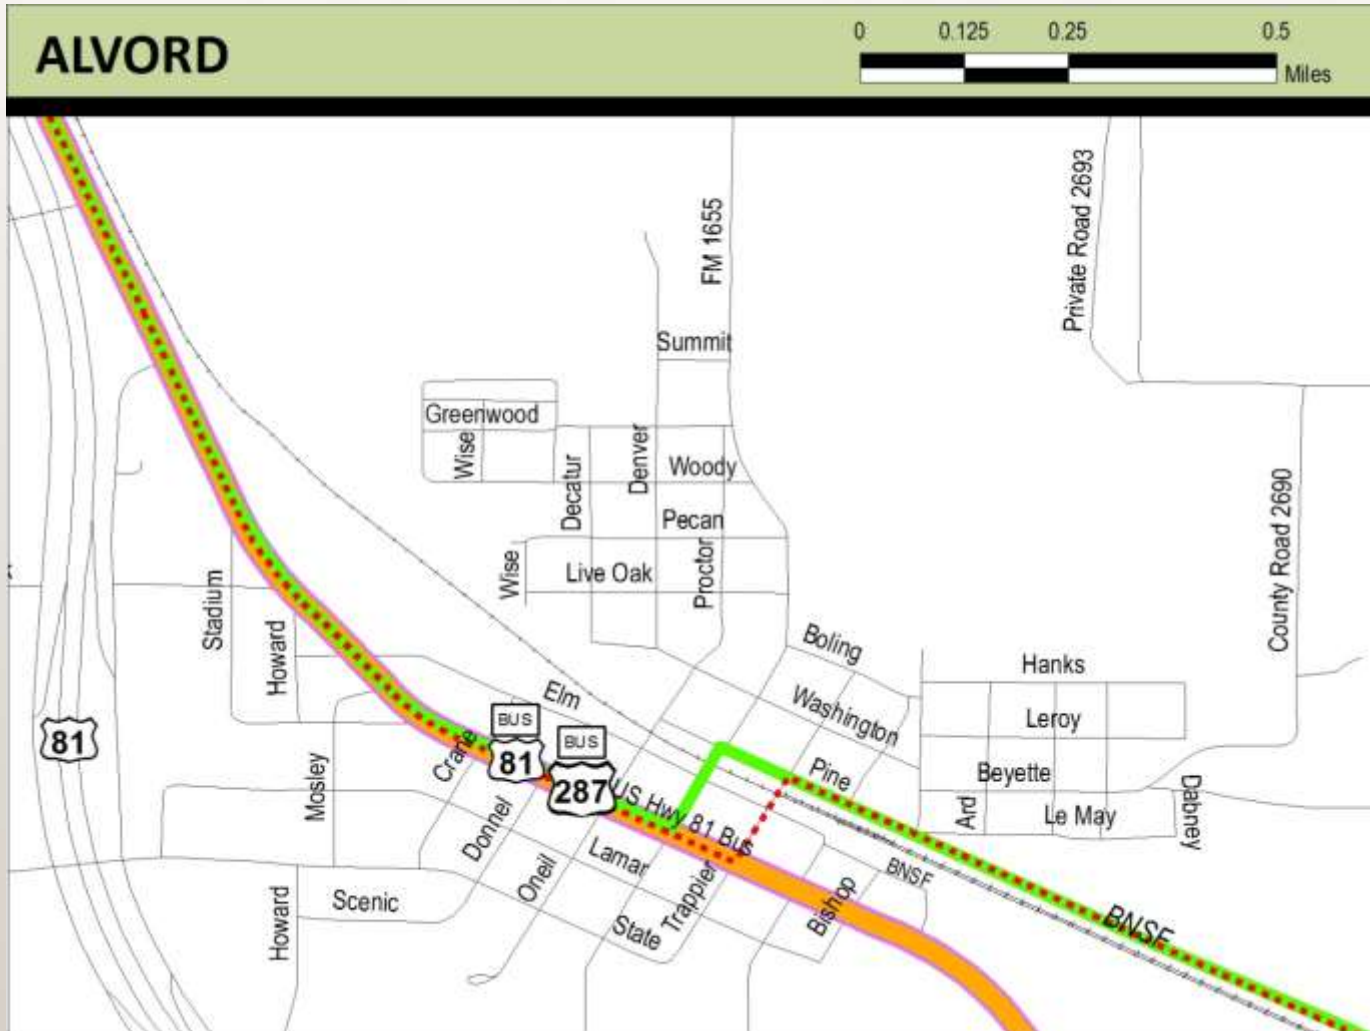 ALVORD
0 0.125 0.25 0.5
Miles
Private Road 2693
FM 1655
Summit
Greenwood
Wise
Decatur
Denver
Woody
Pecan
County Road 2690
Wise
Live Oak
Proctor
Stadium
Howard
Boling
Hanks
Elm
Washington
Leroy
81
BUS
81
BUS
287
Crane
Mosley
Pine
Beyette
US Hwy 81 Bus
Ard
Le May
Dabney
Donnel
Lamar
Oneil
Trappier
BNSF
Scenic
Howard
State
Bishop
BNSF